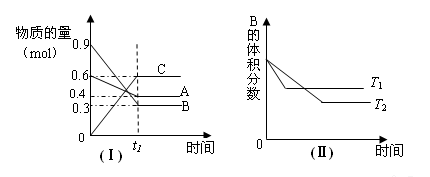 物质的量
(mol)
0.9
0.6
0.4
0.3
0
C
A
B
t1
时间
(Ⅰ)
B
的
体
积
分
数
0
T1
T2
时间
(Ⅱ)